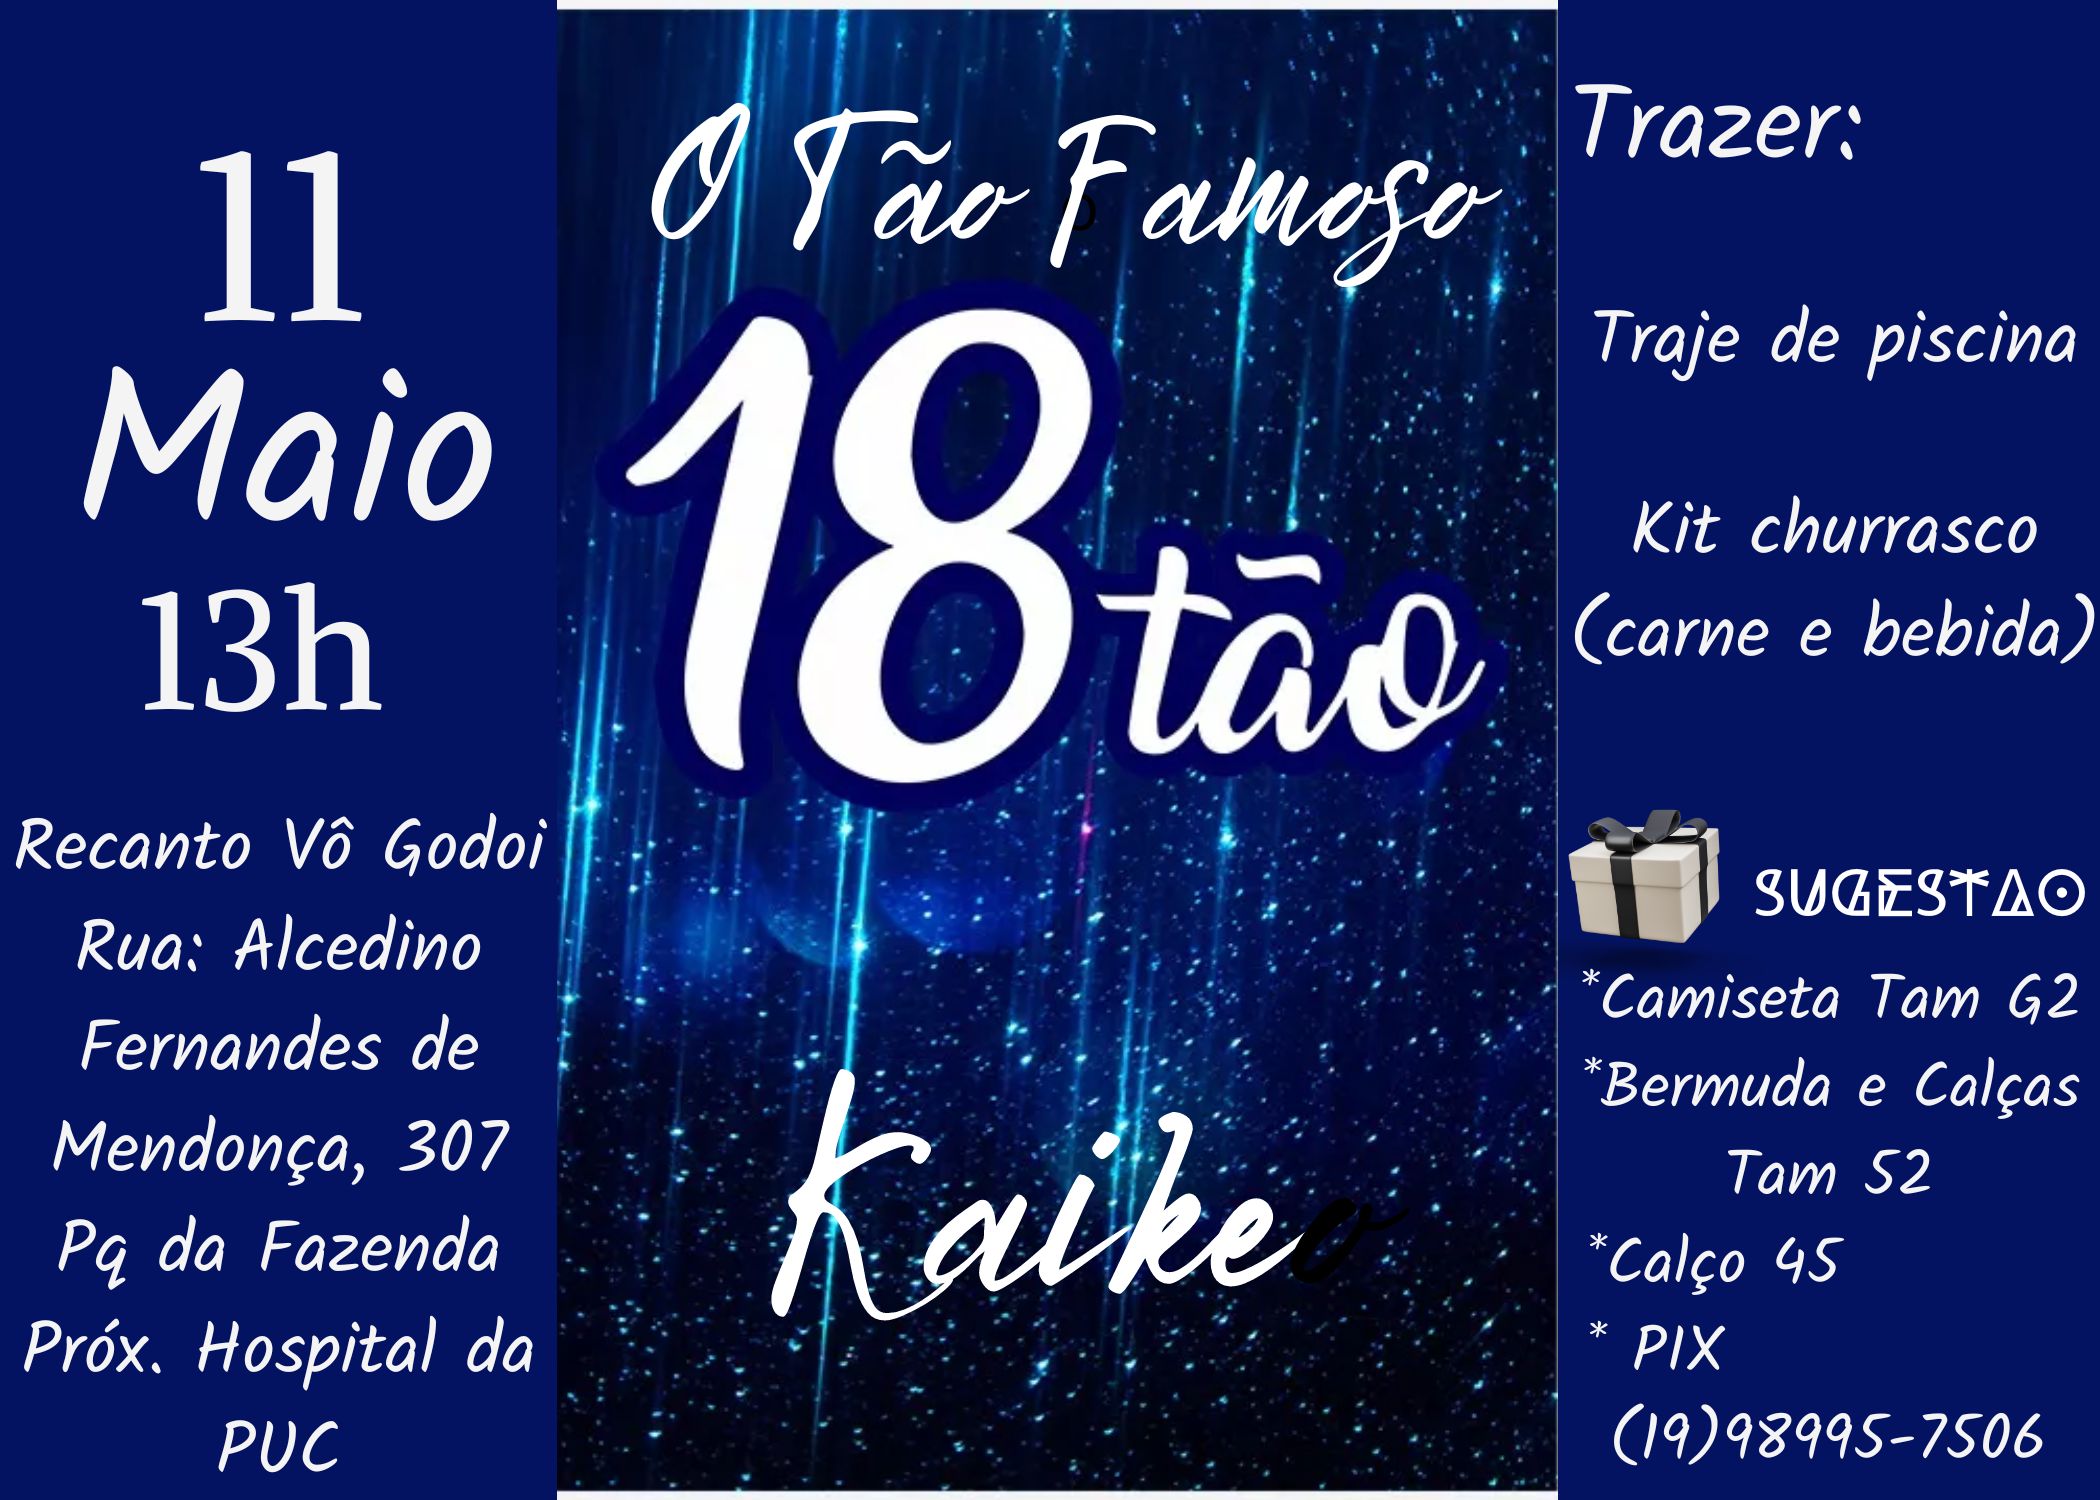 11
Maio
13h
Recanto Vô Godoi
Rua: Alcedino
Fernandes de
Mendonça, 307
Pq da Fazenda
Próx. Hospital da
PUC
O Tão Famoso
18tão
Kaikeo
Trazer:
Traje de piscina
Kit churrasco
(carne e bebida)
SUGESTAO
*Camiseta Tam G2
*Bermuda e Calças
Tam 52
*Calço 45
* PIX
(19)98995-7506